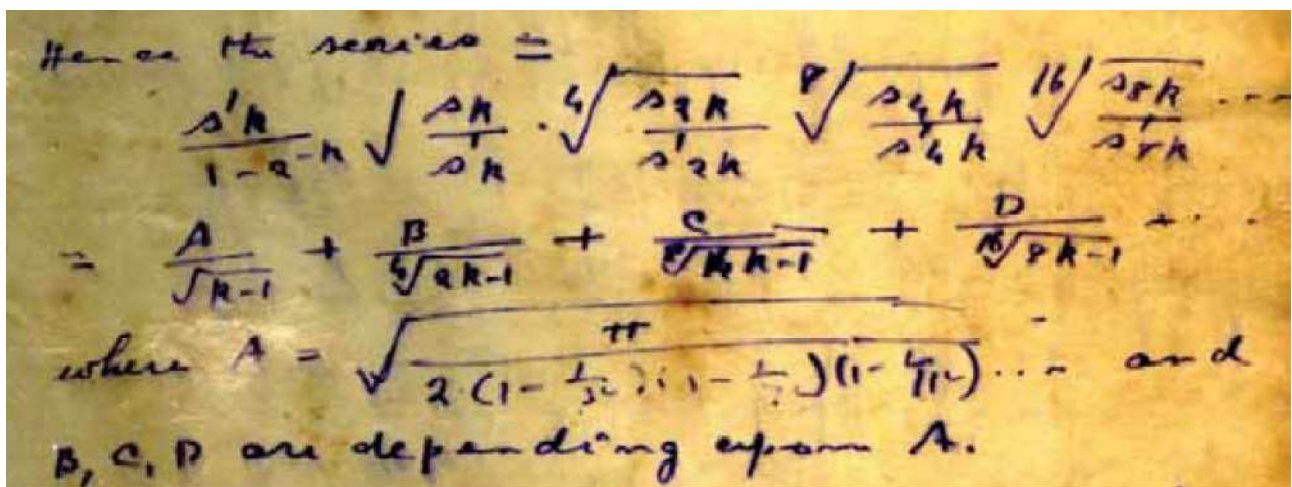 Hence the series =
s'k/(1-2^-k) √(sk/s'k) · ⁴√(s2k/s'2k) ⁸√(s4k/s'4k) ¹⁶√(s8k/s'8k) ...
= A/√(k-1) + B/⁴√(2k-1) + C/⁸√(4k-1) + D/¹⁶√(8k-1) + ...
where A = √(π/(2·(1-1/3²)(1-1/7²)(1-1/11²)... and
B, C, D are depending upon A.